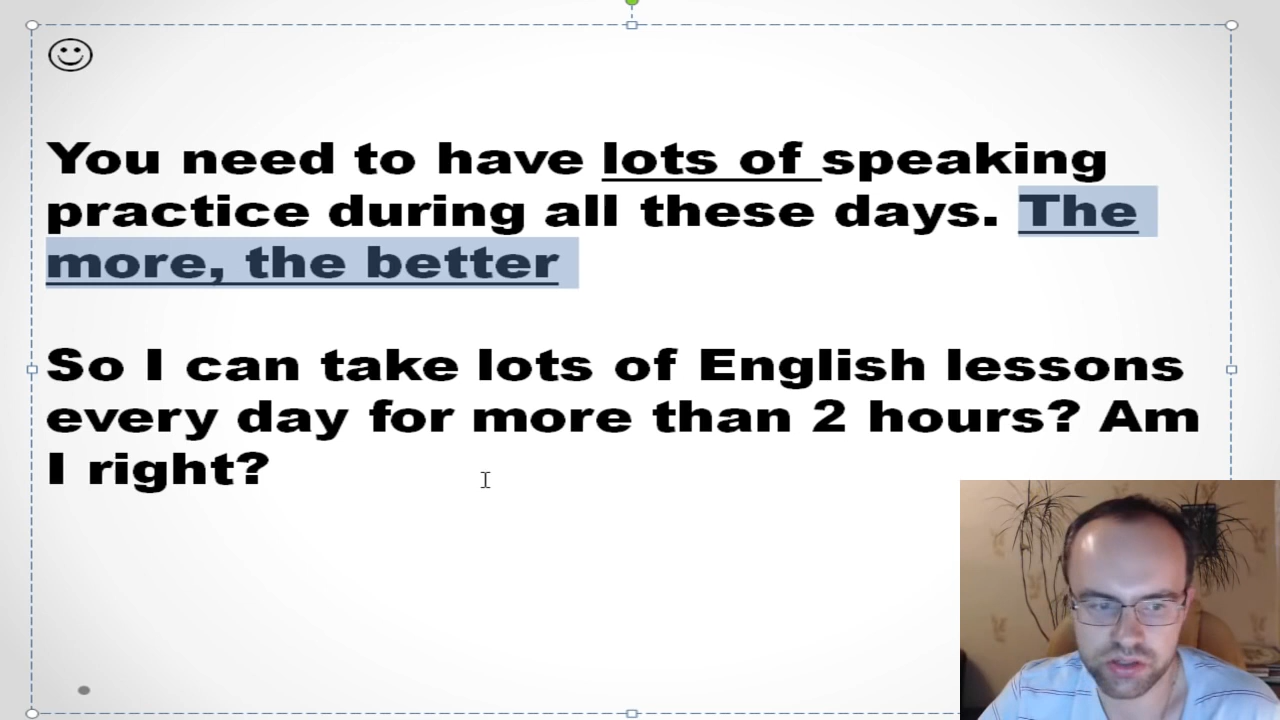 You need to have lots of speaking
practice during all these days. The
more, the better
So I can take lots of English lessons
every day for more than 2 hours? Am
I right?